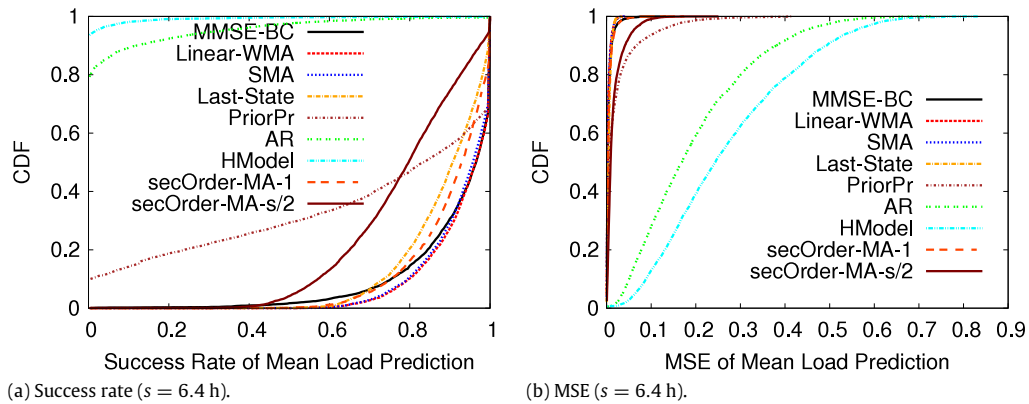 1
0.8
0.6
0.4
0.2
0
CDF
MMSE-BC
Linear-WMA
SMA
Last-State
PriorPr
AR
HModel
secOrder-MA-1
secOrder-MA-s/2
0 0.2 0.4 0.6 0.8 1
Success Rate of Mean Load Prediction
(a) Success rate (s = 6.4 h).
1
0.8
0.6
0.4
0.2
0
CDF
MMSE-BC
Linear-WMA
SMA
Last-State
PriorPr
AR
HModel
secOrder-MA-1
secOrder-MA-s/2
0 0.1 0.2 0.3 0.4 0.5 0.6 0.7 0.8 0.9
MSE of Mean Load Prediction
(b) MSE (s = 6.4 h).